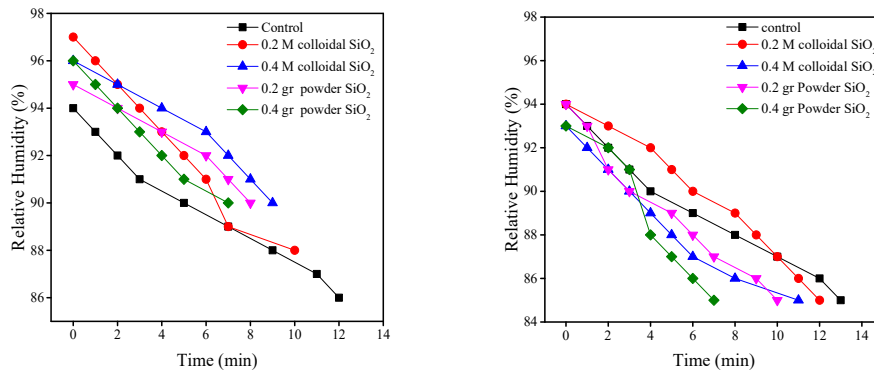 Control
0.2 M colloidal SiO₂
0.4 M colloidal SiO₂
0.2 gr powder SiO₂
0.4 gr powder SiO₂
98
96
94
92
90
88
86
Relative Humidity (%)
0 2 4 6 8 10 12 14
Time (min)
control
0.2 M colloidal SiO₂
0.4 M colloidal SiO₂
0.2 gr Powder SiO₂
0.4 gr Powder SiO₂
98
96
94
92
90
88
86
84
Relative Humidity (%)
0 2 4 6 8 10 12 14
Time (min)